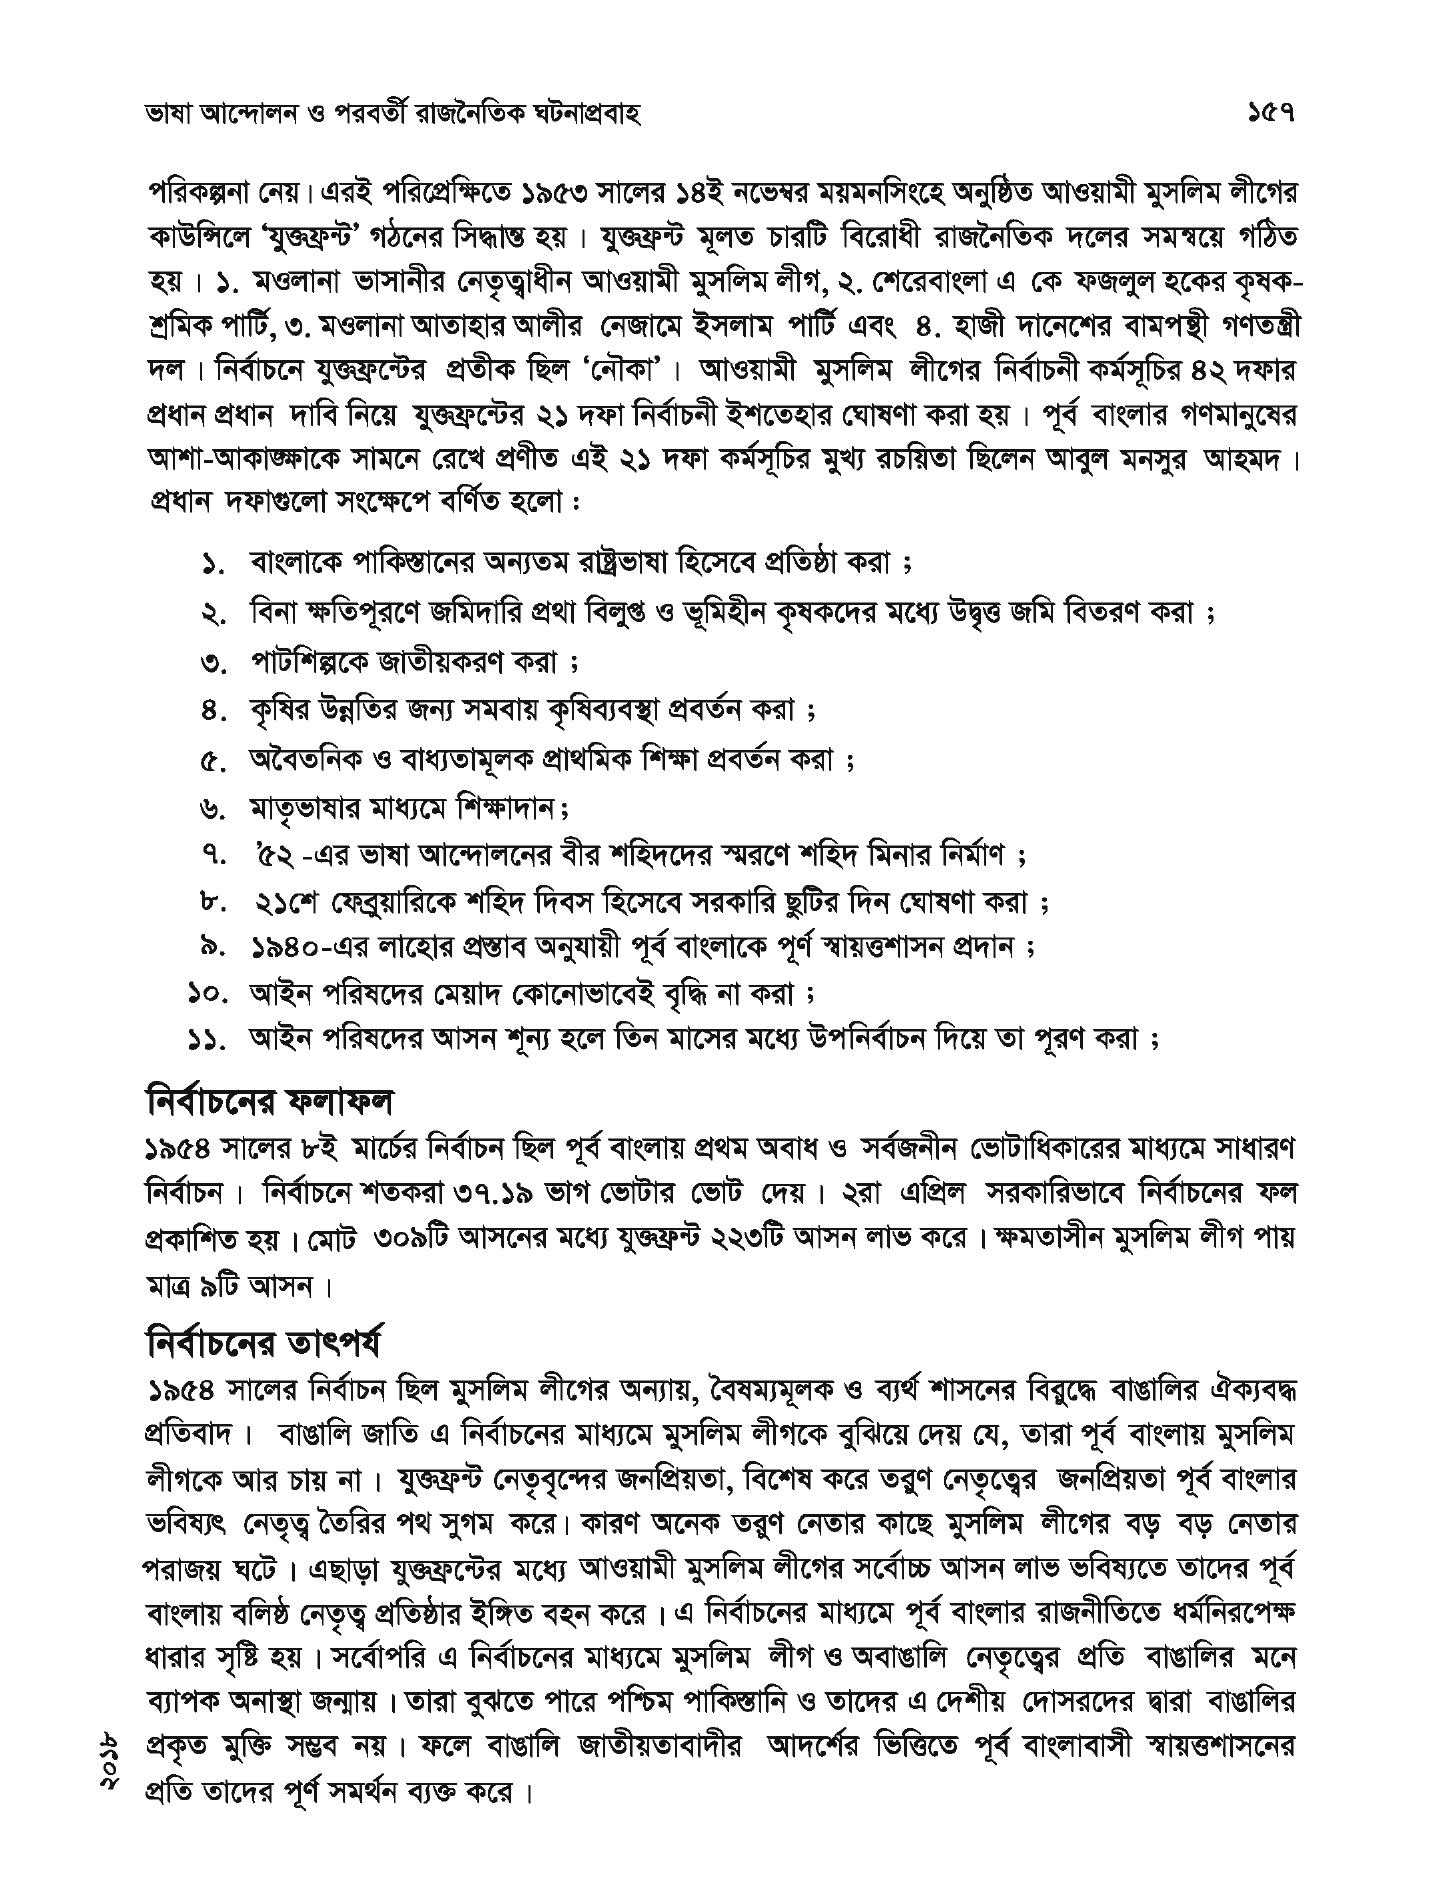 ভাষা আন্দোলন ও পরবর্তী রাজনৈতিক ঘটনাপ্রবাহ ১৫৭
পরিকল্পনা নেয়। এরই পরিপ্রেক্ষিতে ১৯৫৩ সালের ১৪ই নভেম্বর ময়মনসিংহে অনুষ্ঠিত আওয়ামী মুসলিম লীগের
কাউন্সিলে ‘যুক্তফ্রন্ট’ গঠনের সিদ্ধান্ত হয়। যুক্তফ্রন্ট মূলত চারটি বিরোধী রাজনৈতিক দলের সমন্বয়ে গঠিত
হয়। ১. মওলানা ভাসানীর নেতৃত্বাধীন আওয়ামী মুসলিম লীগ, ২. শেরেবাংলা এ কে ফজলুল হকের কৃষক-
শ্রমিক পার্টি, ৩. মওলানা আতাহার আলীর নেজামে ইসলাম পার্টি এবং ৪. হাজী দানেশের বামপন্থী গণতন্ত্রী
দল। নির্বাচনে যুক্তফ্রন্টের প্রতীক ছিল ‘নৌকা’। আওয়ামী মুসলিম লীগের নির্বাচনী কর্মসূচির ৪২ দফার
প্রধান প্রধান দাবি নিয়ে যুক্তফ্রন্টের ২১ দফা নির্বাচনী ইশতেহার ঘোষণা করা হয়। পূর্ব বাংলার গণমানুষের
আশা-আকাঙ্ক্ষাকে সামনে রেখে প্রণীত এই ২১ দফা কর্মসূচির মুখ্য রচয়িতা ছিলেন আবুল মনসুর আহমদ।
প্রধান দফাগুলো সংক্ষেপে বর্ণিত হলো :
১. বাংলাকে পাকিস্তানের অন্যতম রাষ্ট্রভাষা হিসেবে প্রতিষ্ঠা করা ;
২. বিনা ক্ষতিপূরণে জমিদারি প্রথা বিলুপ্ত ও ভূমিহীন কৃষকদের মধ্যে উদ্বৃত্ত জমি বিতরণ করা ;
৩. পাটশিল্পকে জাতীয়করণ করা ;
৪. কৃষির উন্নতির জন্য সমবায় কৃষিব্যবস্থা প্রবর্তন করা ;
৫. অবৈতনিক ও বাধ্যতামূলক প্রাথমিক শিক্ষা প্রবর্তন করা ;
৬. মাতৃভাষার মাধ্যমে শিক্ষাদান ;
৭. ’৫২ -এর ভাষা আন্দোলনের বীর শহিদদের স্মরণে শহিদ মিনার নির্মাণ ;
৮. ২১শে ফেব্রুয়ারিকে শহিদ দিবস হিসেবে সরকারি ছুটির দিন ঘোষণা করা ;
৯. ১৯৪০-এর লাহোর প্রস্তাব অনুযায়ী পূর্ব বাংলাকে পূর্ণ স্বায়ত্তশাসন প্রদান ;
১০. আইন পরিষদের মেয়াদ কোনোভাবেই বৃদ্ধি না করা ;
১১. আইন পরিষদের আসন শূন্য হলে তিন মাসের মধ্যে উপনির্বাচন দিয়ে তা পূরণ করা ;
নির্বাচনের ফলাফল
১৯৫৪ সালের ৮ই মার্চের নির্বাচন ছিল পূর্ব বাংলায় প্রথম অবাধ ও সর্বজনীন ভোটাধিকারের মাধ্যমে সাধারণ
নির্বাচন। নির্বাচনে শতকরা ৩৭.১৯ ভাগ ভোটার ভোট দেয়। ২রা এপ্রিল সরকারিভাবে নির্বাচনের ফল
প্রকাশিত হয়। মোট ৩০৯টি আসনের মধ্যে যুক্তফ্রন্ট ২২৩টি আসন লাভ করে। ক্ষমতাসীন মুসলিম লীগ পায়
মাত্র ৯টি আসন।
নির্বাচনের তাৎপর্য
১৯৫৪ সালের নির্বাচন ছিল মুসলিম লীগের অন্যায়, বৈষম্যমূলক ও ব্যর্থ শাসনের বিরুদ্ধে বাঙালির ঐক্যবদ্ধ
প্রতিবাদ। বাঙালি জাতি এ নির্বাচনের মাধ্যমে মুসলিম লীগকে বুঝিয়ে দেয় যে, তারা পূর্ব বাংলায় মুসলিম
লীগকে আর চায় না। যুক্তফ্রন্ট নেতৃবৃন্দের জনপ্রিয়তা, বিশেষ করে তরুণ নেতৃত্বের জনপ্রিয়তা পূর্ব বাংলার
ভবিষ্যৎ নেতৃত্ব তৈরির পথ সুগম করে। কারণ অনেক তরুণ নেতার কাছে মুসলিম লীগের বড় বড় নেতার
পরাজয় ঘটে। এছাড়া যুক্তফ্রন্টের মধ্যে আওয়ামী মুসলিম লীগের সর্বোচ্চ আসন লাভ ভবিষ্যতে তাদের পূর্ব
বাংলায় বলিষ্ঠ নেতৃত্ব প্রতিষ্ঠার ইঙ্গিত বহন করে। এ নির্বাচনের মাধ্যমে পূর্ব বাংলার রাজনীতিতে ধর্মনিরপেক্ষ
ধারার সৃষ্টি হয়। সর্বোপরি এ নির্বাচনের মাধ্যমে মুসলিম লীগ ও অবাঙালি নেতৃত্বের প্রতি বাঙালির মনে
ব্যাপক অনাস্থা জন্মায়। তারা বুঝতে পারে পশ্চিম পাকিস্তানি ও তাদের এ দেশীয় দোসরদের দ্বারা বাঙালির
প্রকৃত মুক্তি সম্ভব নয়। ফলে বাঙালি জাতীয়তাবাদীর আদর্শের ভিত্তিতে পূর্ব বাংলাবাসী স্বায়ত্তশাসনের
প্রতি তাদের পূর্ণ সমর্থন ব্যক্ত করে।
২০১৮